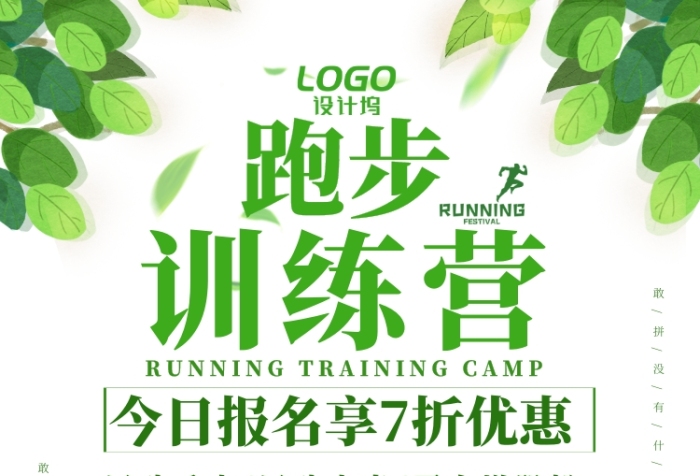 LOGO
设计坞
跑步
RUNNING
FESTIVAL
训练营
RUNNING TRAINING CAMP
今日报名享7折优惠
敢/拼/没/有/什/
敢